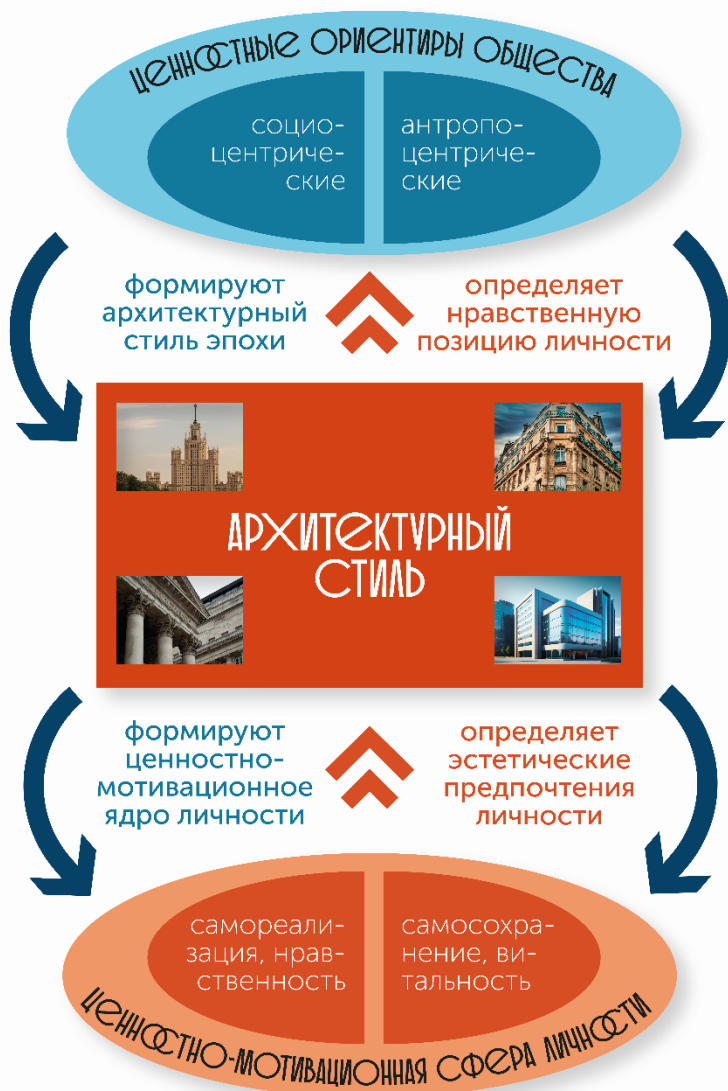 ЦЕННОСТНЫЕ ОРИЕНТИРЫ ОБЩЕСТВА
социо-
центриче-
ские
антропо-
центриче-
ские
формируют
архитектурный
стиль эпохи
определяет
нравственную
позицию личности
АРХИТЕКТУРНЫЙ
СТИЛЬ
формируют
ценностно-
мотивационное
ядро личности
определяет
эстетические
предпочтения
личности
самореали-
зация, нрав-
ственность
самосохра-
нение, ви-
тальность
ЦЕННОСТНО-МОТИВАЦИОННАЯ СФЕРА ЛИЧНОСТИ